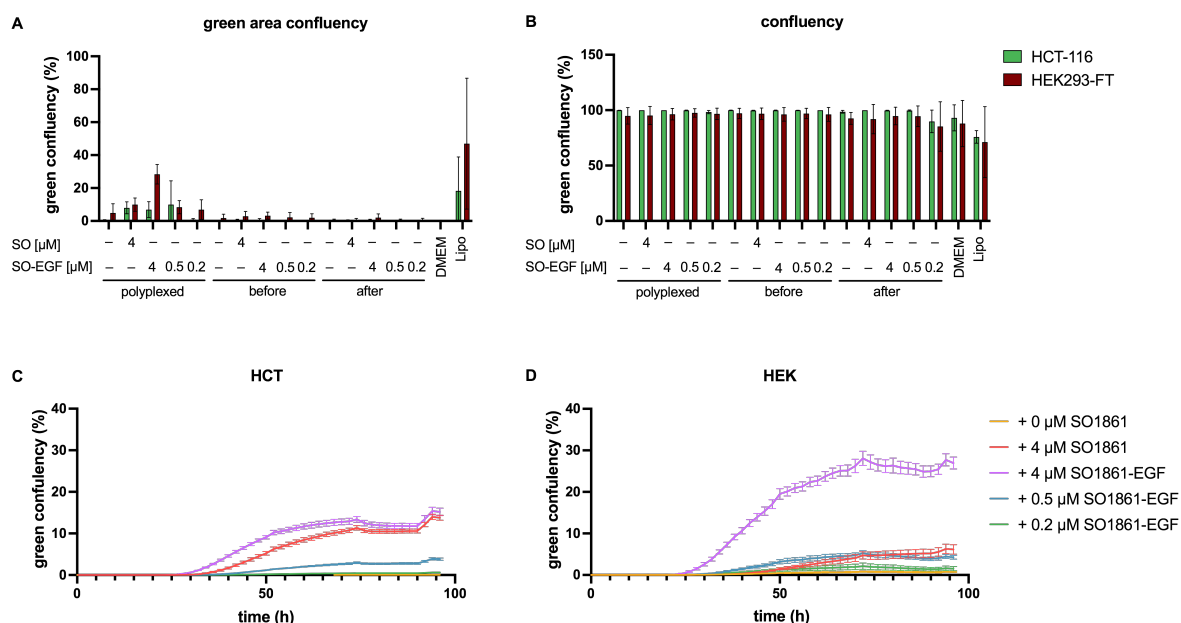 A
green area confluency
green confluency (%)
100
80
60
40
20
0
SO [µM] – 4 – – – – 4 – – – – 4 – – –
SO-EGF [µM] – – 4 0.5 0.2 – – 4 0.5 0.2 – – 4 0.5 0.2
DMEM
Lipo
polyplexed before after
B
confluency
green confluency (%)
150
100
50
0
SO [µM] – 4 – – – – 4 – – – – 4 – – –
SO-EGF [µM] – – 4 0.5 0.2 – – 4 0.5 0.2 – – 4 0.5 0.2
DMEM
Lipo
polyplexed before after
HCT-116
HEK293-FT
C
HCT
green confulency (%)
40
30
20
10
0
0 50 100
time (h)
D
HEK
green confulency (%)
40
30
20
10
0
0 50 100
time (h)
+ 0 µM SO1861
+ 4 µM SO1861
+ 4 µM SO1861-EGF
+ 0.5 µM SO1861-EGF
+ 0.2 µM SO1861-EGF